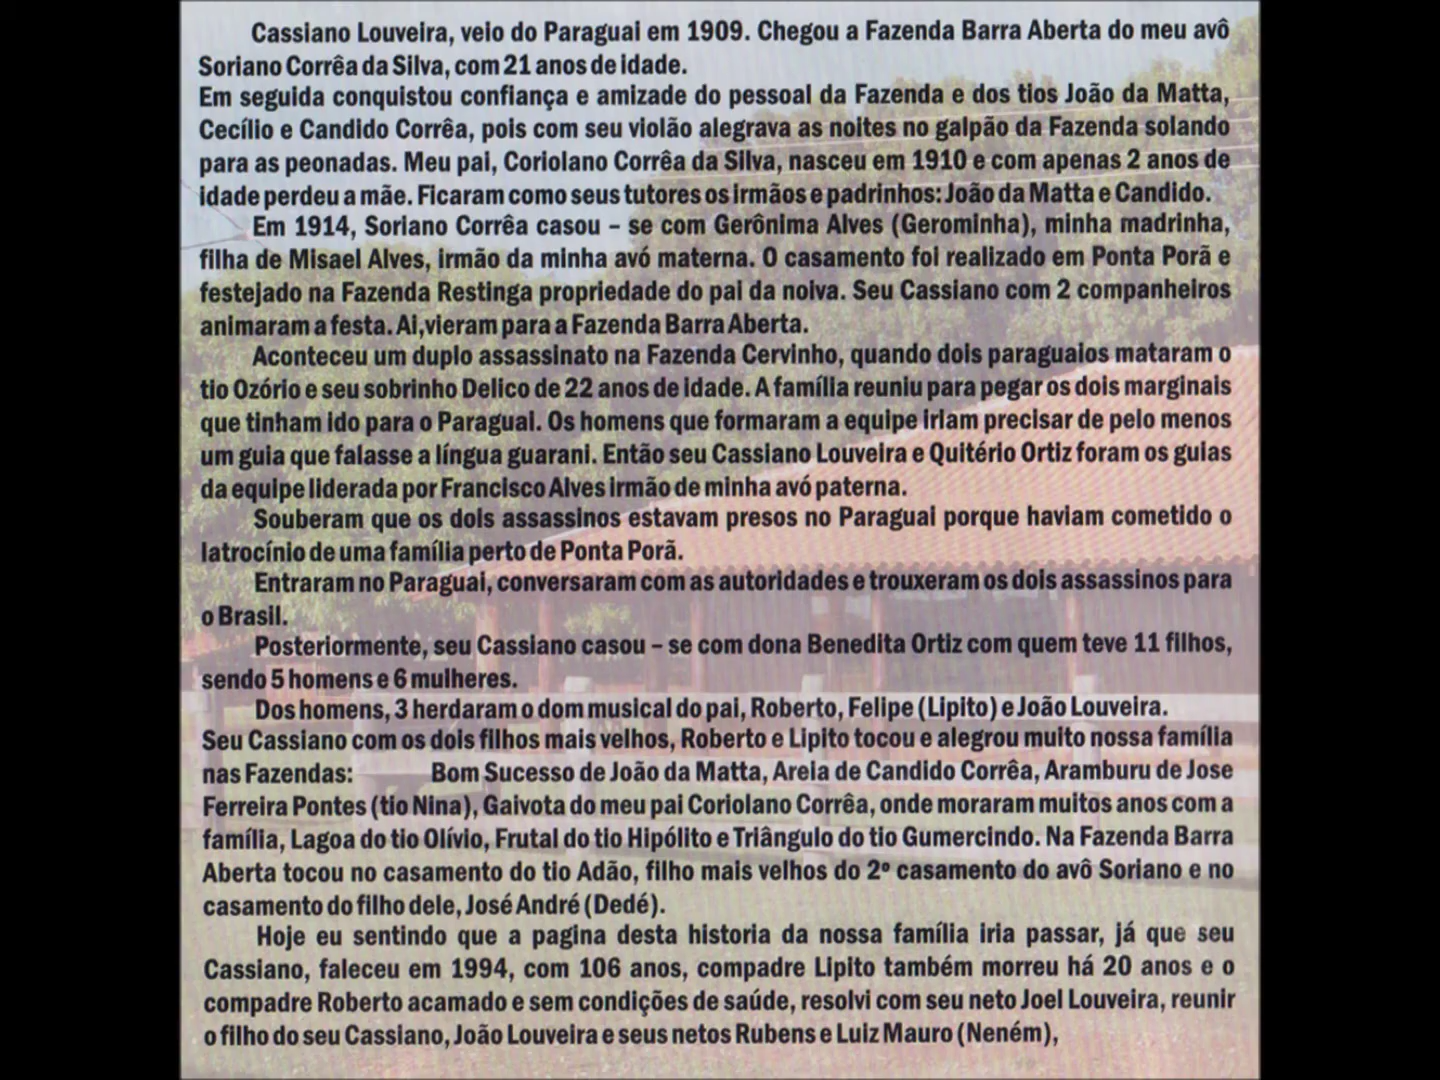 Cassiano Louveira, veio do Paraguai em 1909. Chegou a Fazenda Barra Aberta do meu avô
Soriano Corrêa da Silva, com 21 anos de idade.
Em seguida conquistou confiança e amizade do pessoal da Fazenda e dos tios João da Matta,
Cecílio e Candido Corrêa, pois com seu violão alegrava as noites no galpão da Fazenda solando
para as peonadas. Meu pai, Coriolano Corrêa da Silva, nasceu em 1910 e com apenas 2 anos de
idade perdeu a mãe. Ficaram como seus tutores os irmãos e padrinhos: João da Matta e Candido.
Em 1914, Soriano Corrêa casou – se com Gerônima Alves (Gerominha), minha madrinha,
filha de Misael Alves, irmão da minha avó materna. O casamento foi realizado em Ponta Porã e
festejado na Fazenda Restinga propriedade do pai da noiva. Seu Cassiano com 2 companheiros
animaram a festa. Ai,vieram para a Fazenda Barra Aberta.
Aconteceu um duplo assassinato na Fazenda Cervinho, quando dois paraguaios mataram o
tio Ozório e seu sobrinho Delico de 22 anos de idade. A família reuniu para pegar os dois marginais
que tinham ido para o Paraguai. Os homens que formaram a equipe iriam precisar de pelo menos
um guia que falasse a língua guarani. Então seu Cassiano Louveira e Quitério Ortiz foram os guias
da equipe liderada por Francisco Alves irmão de minha avó paterna.
Souberam que os dois assassinos estavam presos no Paraguai porque haviam cometido o
latrocínio de uma família perto de Ponta Porã.
Entraram no Paraguai, conversaram com as autoridades e trouxeram os dois assassinos para
o Brasil.
Posteriormente, seu Cassiano casou – se com dona Benedita Ortiz com quem teve 11 filhos,
sendo 5 homens e 6 mulheres.
Dos homens, 3 herdaram o dom musical do pai, Roberto, Felipe (Lipito) e João Louveira.
Seu Cassiano com os dois filhos mais velhos, Roberto e Lipito tocou e alegrou muito nossa família
nas Fazendas: Bom Sucesso de João da Matta, Areia de Candido Corrêa, Aramburu de Jose
Ferreira Pontes (tio Nina), Gaivota do meu pai Coriolano Corrêa, onde moraram muitos anos com a
família, Lagoa do tio Olívio, Frutal do tio Hipólito e Triângulo do tio Gumercindo. Na Fazenda Barra
Aberta tocou no casamento do tio Adão, filho mais velhos do 2º casamento do avô Soriano e no
casamento do filho dele, José André (Dedé).
Hoje eu sentindo que a pagina desta historia da nossa família iria passar, já que seu
Cassiano, faleceu em 1994, com 106 anos, compadre Lipito também morreu há 20 anos e o
compadre Roberto acamado e sem condições de saúde, resolvi com seu neto Joel Louveira, reunir
o filho do seu Cassiano, João Louveira e seus netos Rubens e Luiz Mauro (Neném),